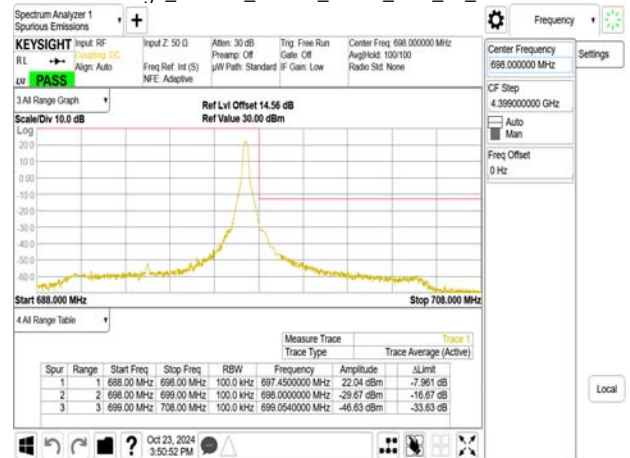 Spectrum Analyzer 1
Spurious Emissions
Frequency
KEYSIGHT Input: RF Input Z: 50 Ω Atten: 30 dB Trig: Free Run Center Freq: 698.000000 MHz
Coupling: DC Preamp: Off Gate: Off Avg|Hold: 100/100
RL Align: Auto Freq Ref: Int (S) µW Path: Standard IF Gain: Low Radio Std: None
NFE: Adaptive
PASS
Center Frequency
698.000000 MHz
Settings
CF Step
4.399000000 GHz
Auto
Man
Freq Offset
0 Hz
3 All Range Graph
Ref Lvl Offset 14.56 dB
Scale/Div 10.0 dB Ref Value 30.00 dBm
Log
20.0
10.0
0.00
-10.0
-20.0
-30.0
-40.0
-50.0
-60.0
Start 688.000 MHz Stop 708.000 MHz
4 All Range Table
Measure Trace Trace 1
Trace Type Trace Average (Active)
Spur Range Start Freq Stop Freq RBW Frequency Amplitude ΔLimit
1 1 688.00 MHz 698.00 MHz 100.0 kHz 697.4500000 MHz 22.04 dBm -7.961 dB
2 2 698.00 MHz 699.00 MHz 100.0 kHz 698.0000000 MHz -29.67 dBm -16.67 dB
3 3 699.00 MHz 708.00 MHz 100.0 kHz 699.0540000 MHz -46.63 dBm -33.63 dB
Local
Oct 23, 2024
3:50:52 PM